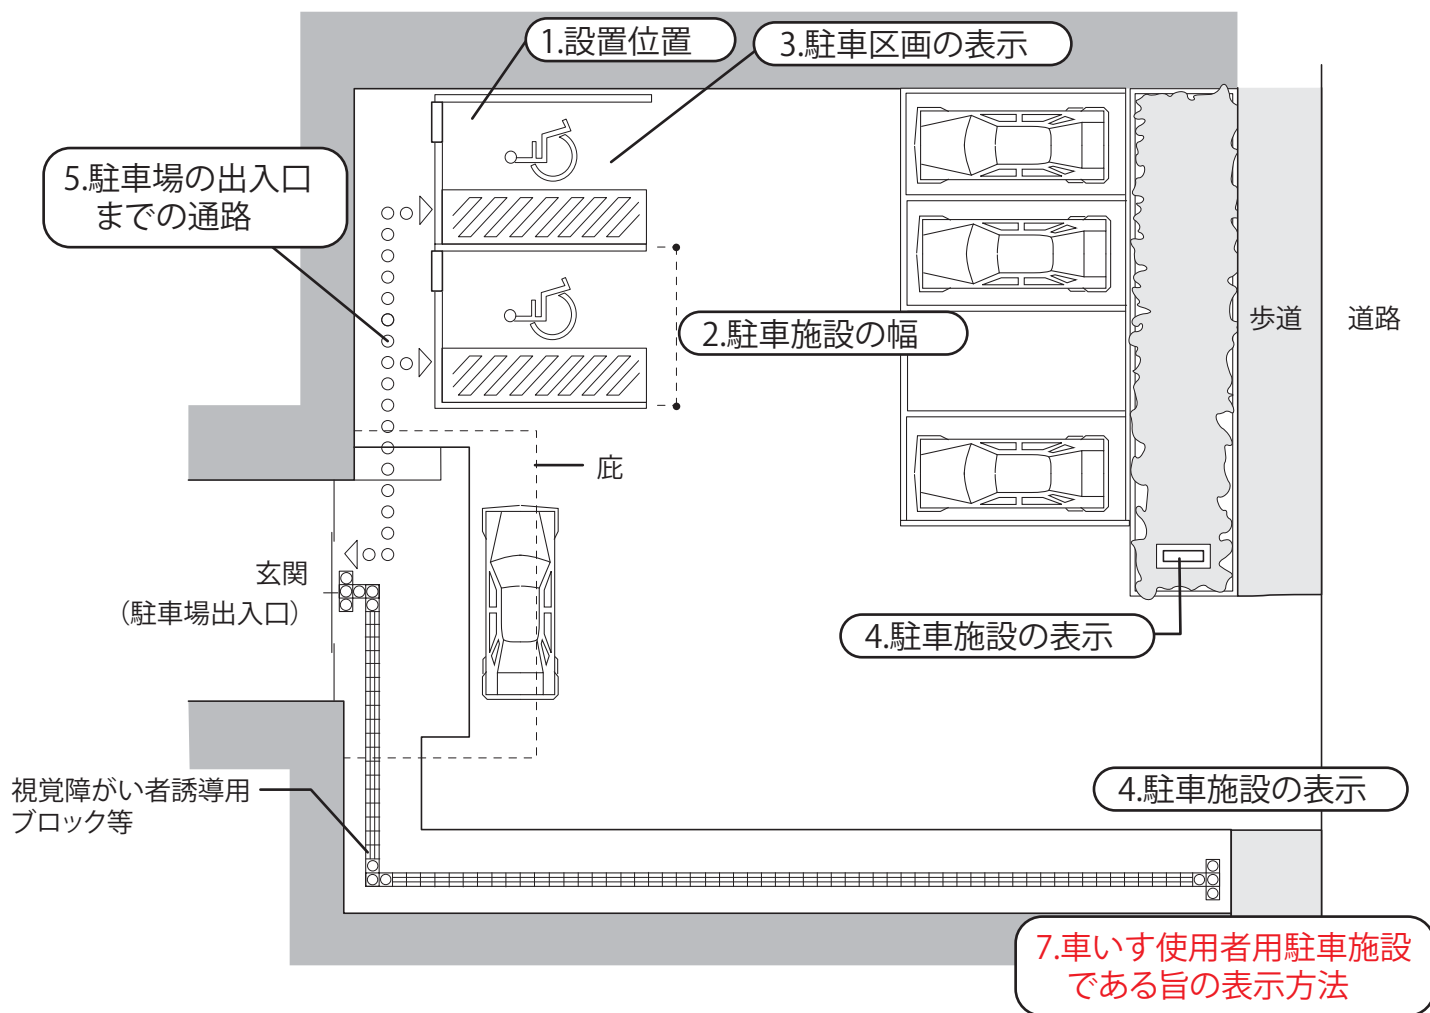 1.設置位置
3.駐車区画の表示
5.駐車場の出入口
までの通路
2.駐車施設の幅
歩道
道路
庇
玄関
（駐車場出入口）
4.駐車施設の表示
視覚障がい者誘導用
ブロック等
4.駐車施設の表示
7.車いす使用者用駐車施設
である旨の表示方法